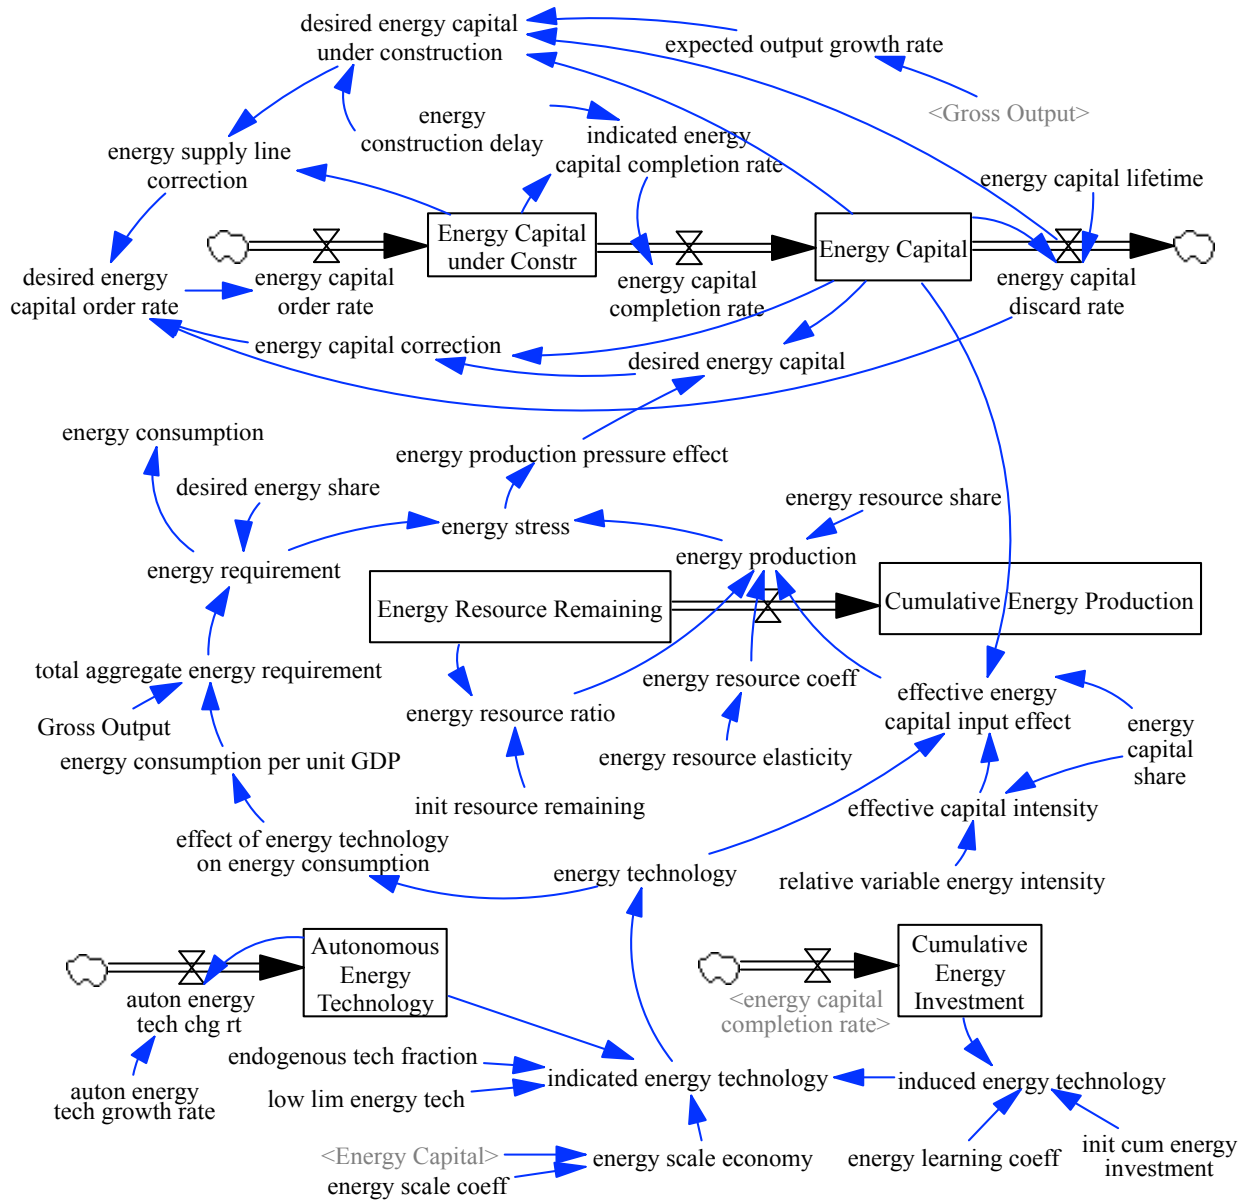 desired energy capital
under construction
expected output growth rate
<Gross Output>
energy
construction delay
indicated energy
capital completion rate
energy supply line
correction
energy capital lifetime
Energy Capital
under Constr
Energy Capital
desired energy
capital order rate
energy capital
order rate
energy capital
completion rate
energy capital
discard rate
energy capital correction
desired energy capital
energy consumption
energy production pressure effect
desired energy share
energy resource share
energy stress
energy production
energy requirement
Energy Resource Remaining
Cumulative Energy Production
total aggregate energy requirement
energy resource coeff
effective energy
capital input effect
Gross Output
energy resource ratio
energy
capital
share
energy consumption per unit GDP
energy resource elasticity
init resource remaining
effective capital intensity
effect of energy technology
on energy consumption
energy technology
relative variable energy intensity
Autonomous
Energy
Technology
Cumulative
Energy
Investment
auton energy
tech chg rt
<energy capital
completion rate>
endogenous tech fraction
indicated energy technology
induced energy technology
auton energy
tech growth rate
low lim energy tech
<Energy Capital>
energy scale economy
energy scale coeff
energy learning coeff
init cum energy
investment